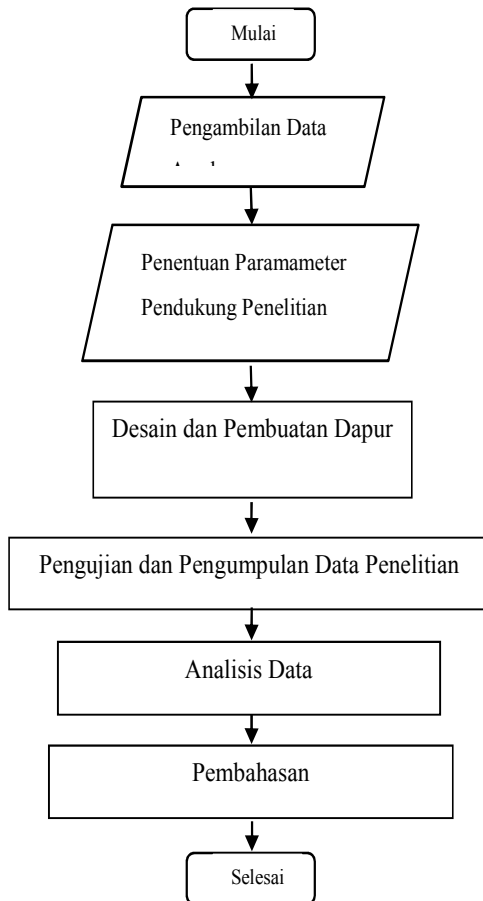 Mulai
Pengambilan Data
Penentuan Paramameter
Pendukung Penelitian
Desain dan Pembuatan Dapur
Pengujian dan Pengumpulan Data Penelitian
Analisis Data
Pembahasan
Selesai